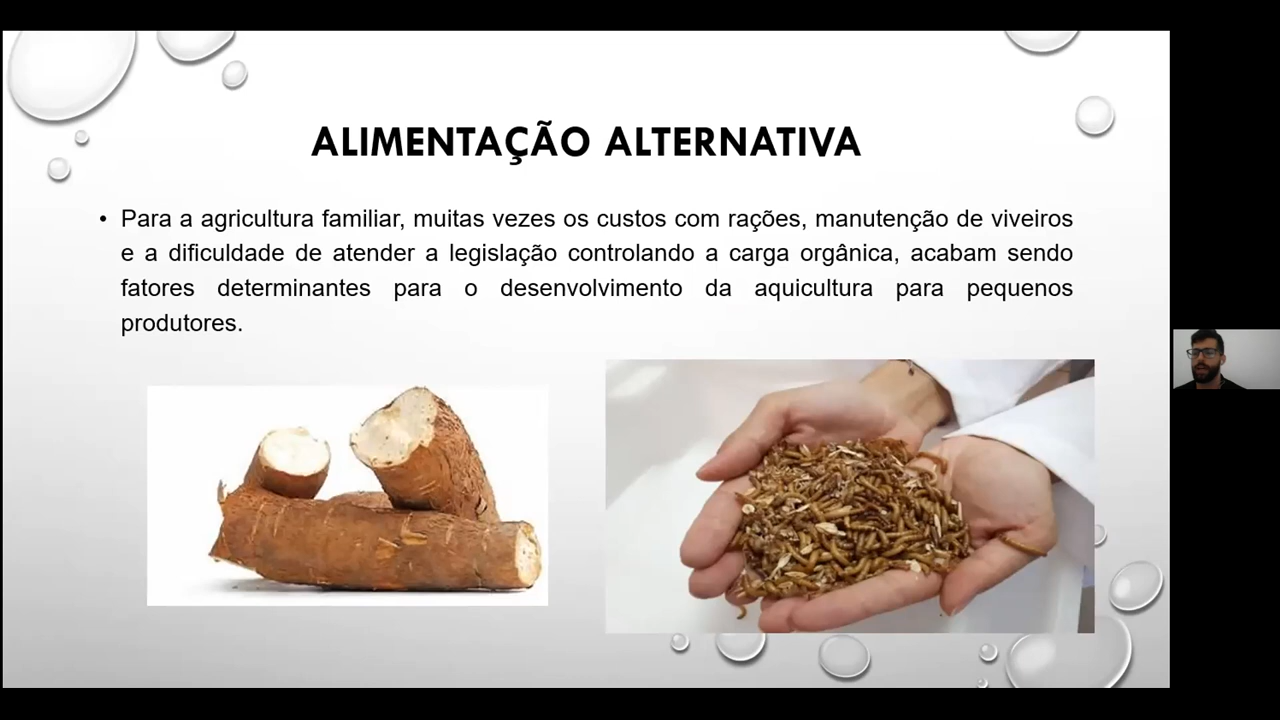 ALIMENTAÇÃO ALTERNATIVA
• Para a agricultura familiar, muitas vezes os custos com rações, manutenção de viveiros
e a dificuldade de atender a legislação controlando a carga orgânica, acabam sendo
fatores determinantes para o desenvolvimento da aquicultura para pequenos
produtores.